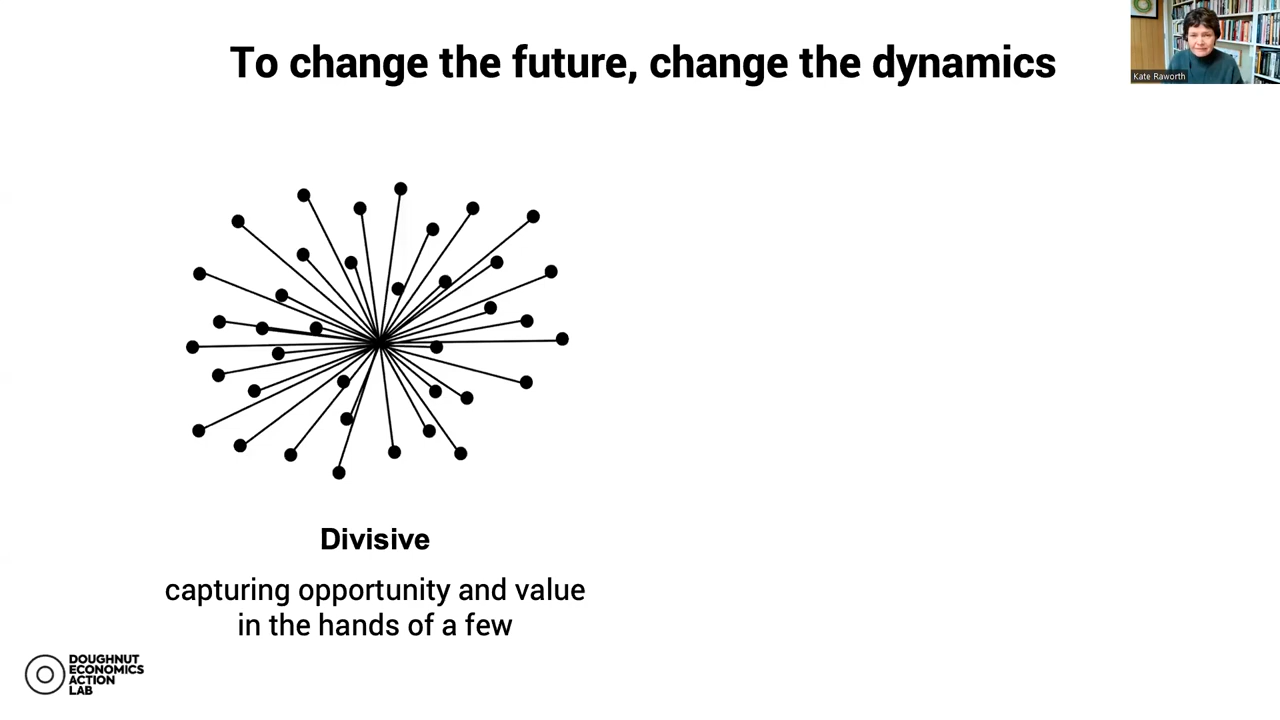 To change the future, change the dynamics
Kate Raworth
Divisive
capturing opportunity and value
in the hands of a few
DOUGHNUT
ECONOMICS
ACTION
LAB